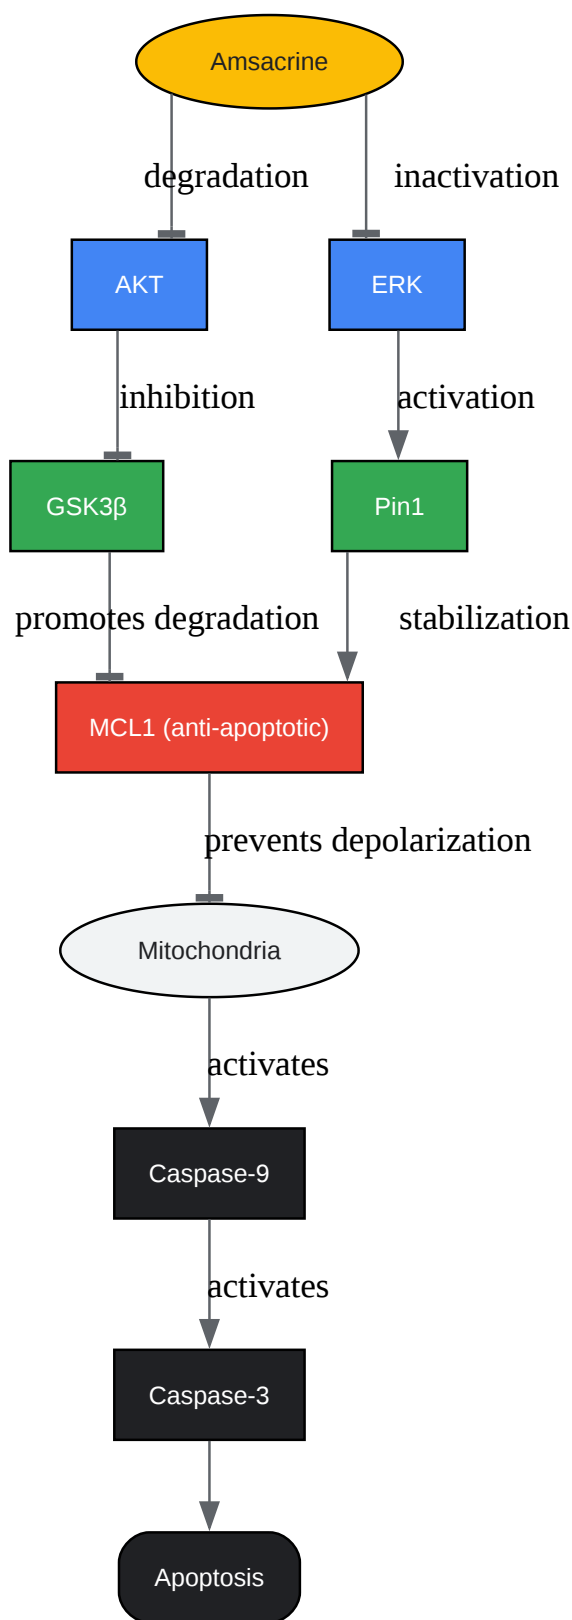 Amsacrine
degradation
inactivation
AKT
ERK
inhibition
activation
GSK3β
Pin1
promotes degradation
stabilization
MCL1 (anti-apoptotic)
prevents depolarization
Mitochondria
activates
Caspase-9
activates
Caspase-3
Apoptosis